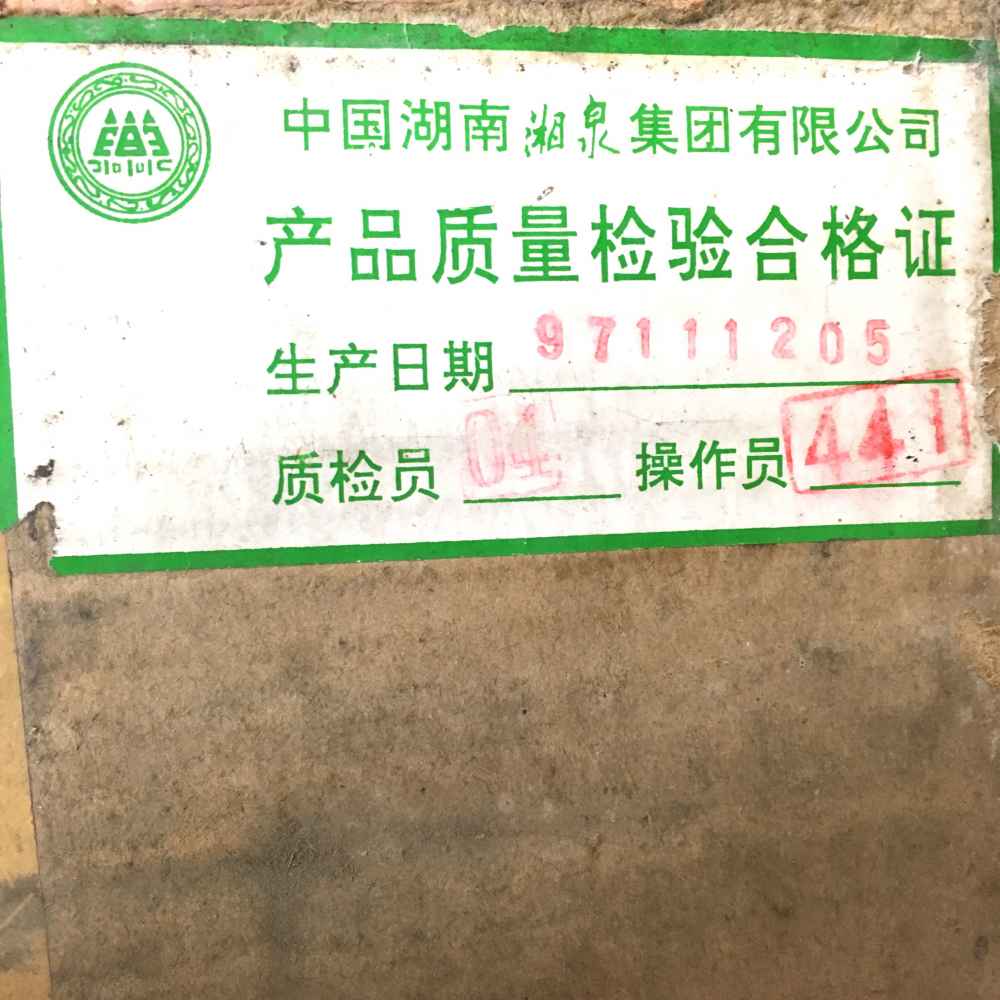 中国湖南湘泉集团有限公司
产品质量检验合格证
生产日期 97111205
质检员 04 操作员 441